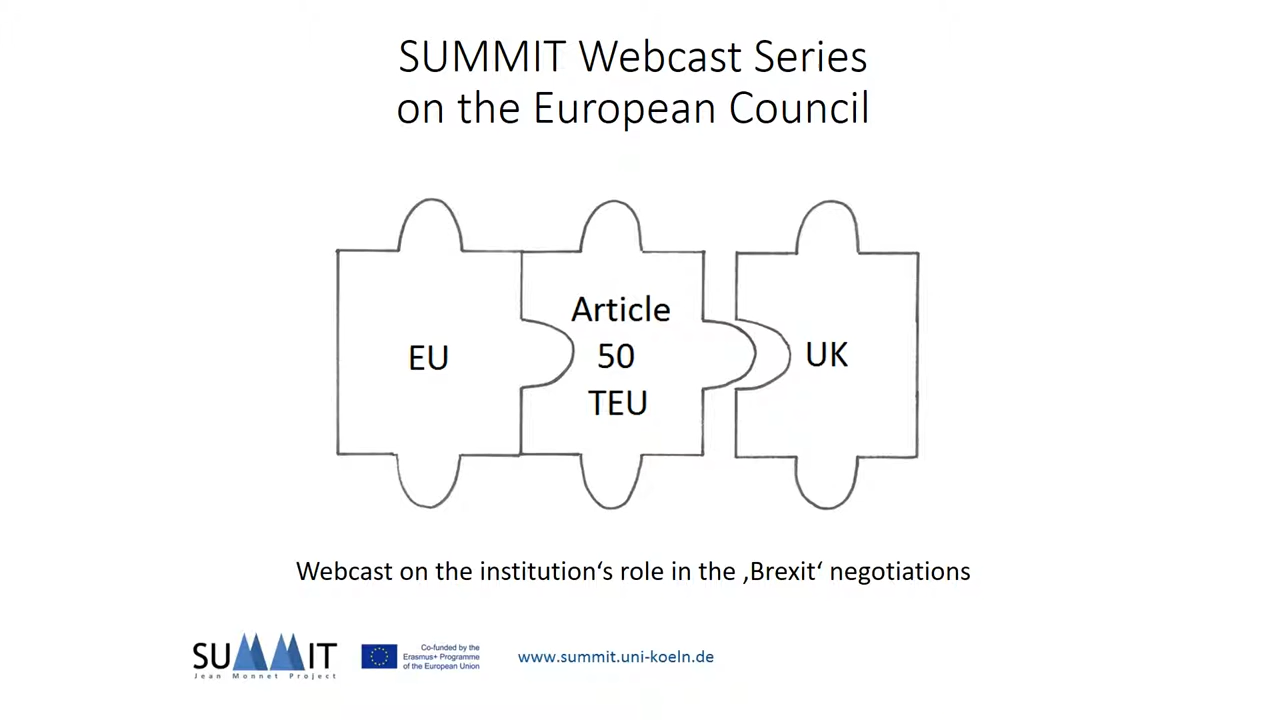 SUMMIT Webcast Series
on the European Council
EU
Article
50
TEU
UK
Webcast on the institution‘s role in the ‚Brexit‘ negotiations
SUMMIT
Jean Monnet Project
Co-funded by the
Erasmus+ Programme
of the European Union
www.summit.uni-koeln.de